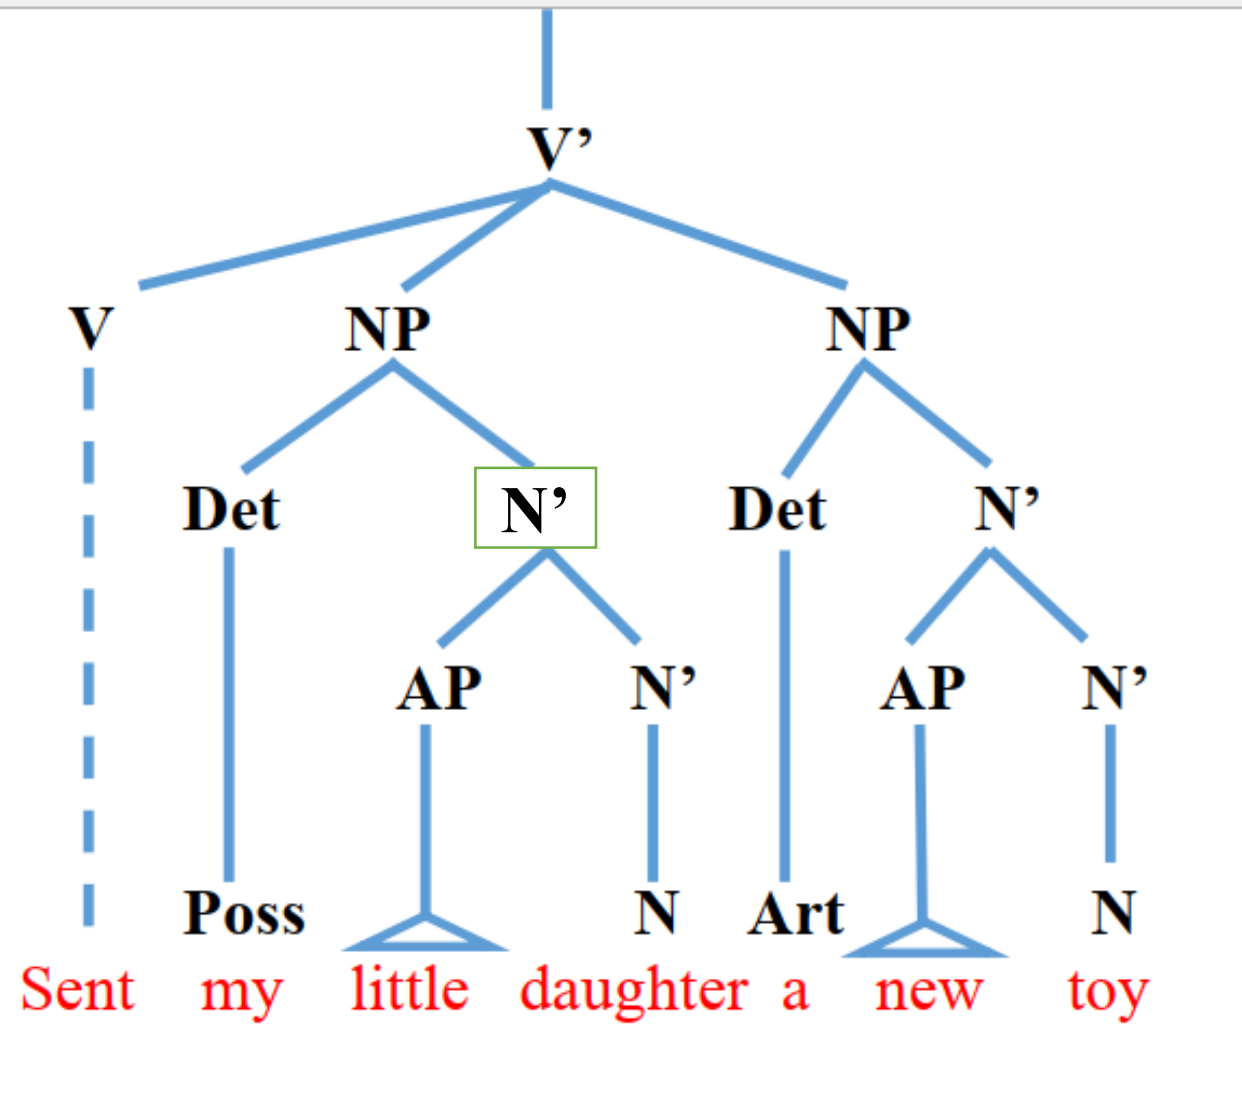 V’
V NP NP
Det N’ Det N’
AP N’ AP N’
Poss N Art N
Sent my little daughter a new toy